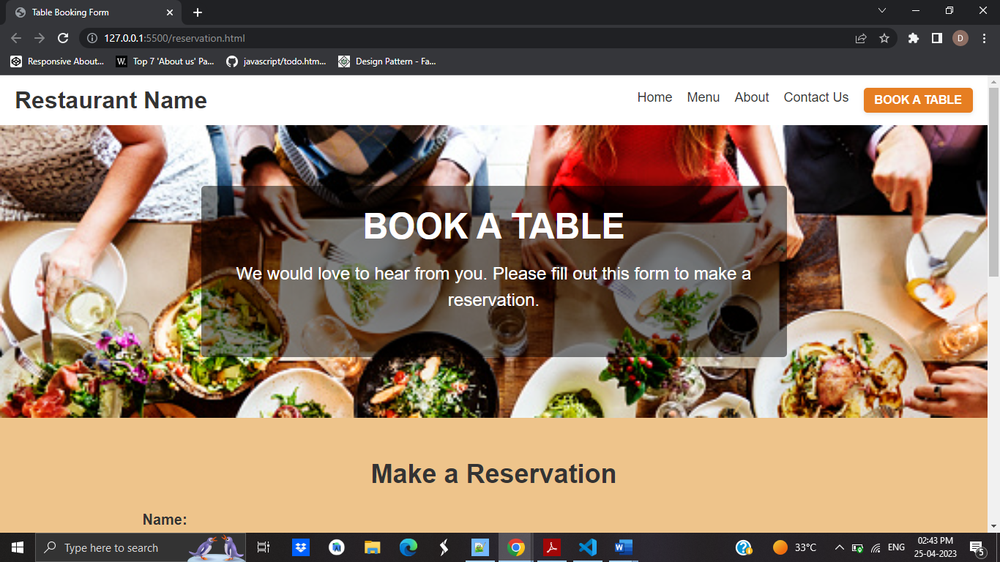 Table Booking Form
127.0.0.1:5500/reservation.html
D
Responsive About...
W. Top 7 'About us' Pa...
javascript/todo.htm...
Design Pattern - Fa...
Restaurant Name
Home Menu About Contact Us BOOK A TABLE
BOOK A TABLE
We would love to hear from you. Please fill out this form to make a
reservation.
Make a Reservation
Name:
Type here to search
33°C
ENG
02:43 PM
25-04-2023
5